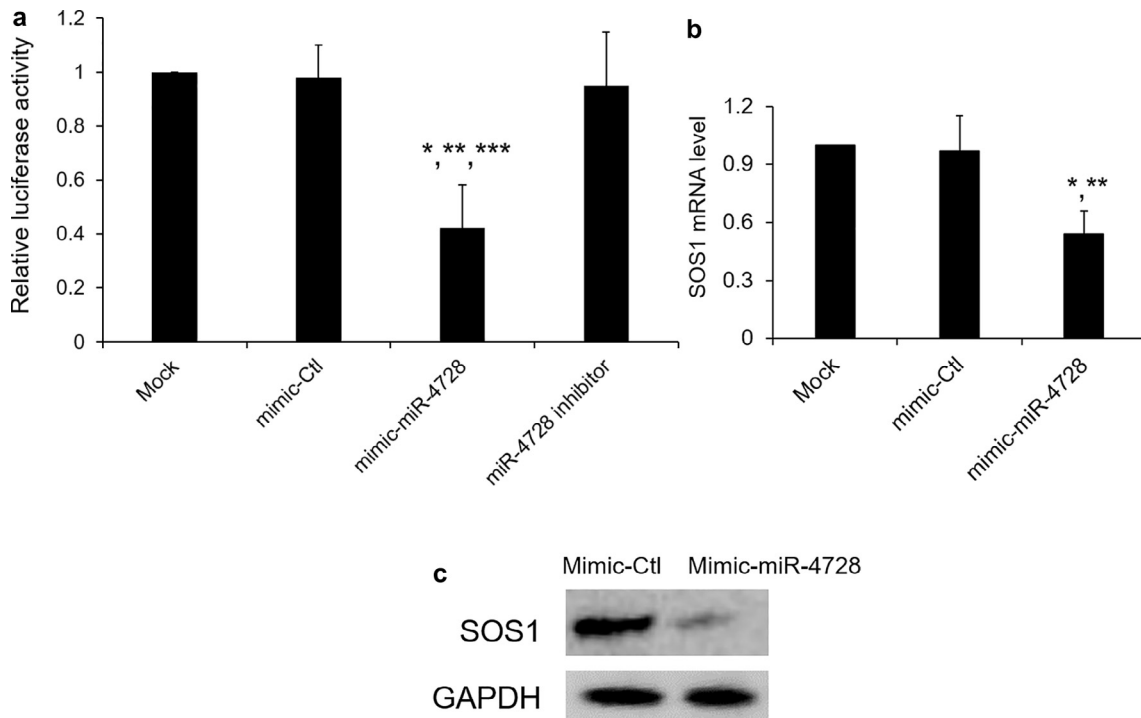 a
1.2
1
0.8
0.6
0.4
0.2
0
Relative luciferase activity
*,**,***
Mock
mimic-Ctl
mimic-miR-4728
miR-4728 inhibitor
b
1.2
0.9
0.6
0.3
0
SOS1 mRNA level
*,**
Mock
mimic-Ctl
mimic-miR-4728
c
Mimic-Ctl Mimic-miR-4728
SOS1
GAPDH